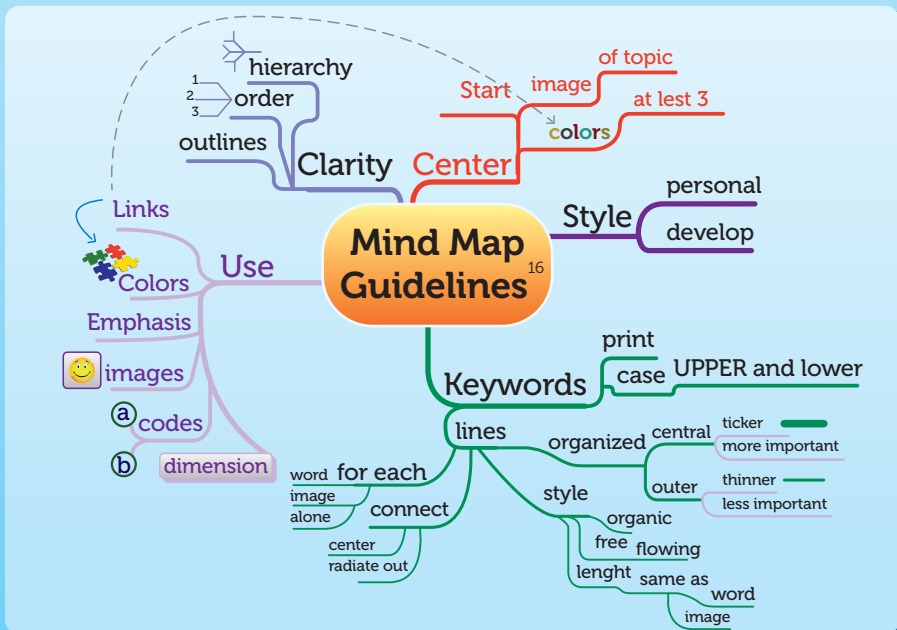 Mind Map
Guidelines16
Center
Start
image
of topic
colors
at lest 3
Style
personal
develop
Keywords
print
case
UPPER and lower
lines
organized
central
ticker
more important
outer
thinner
less important
style
organic
free flowing
lenght
same as
word
image
connect
center
radiate out
for each
word
image
alone
Use
Links
Colors
Emphasis
images
codes
a
b
dimension
Clarity
hierarchy
order
1
2
3
outlines